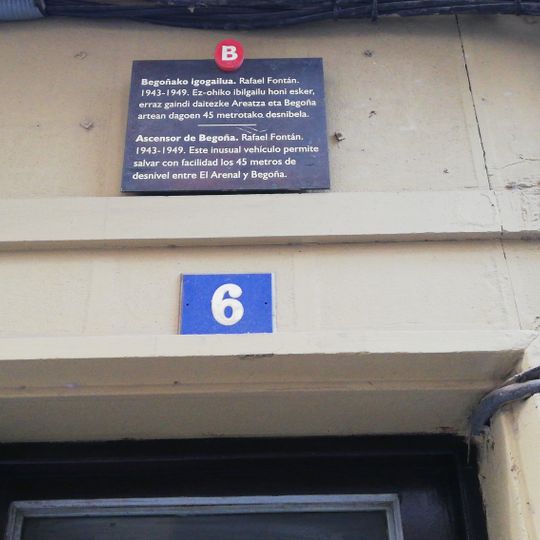 B
Begoñako igogailua. Rafael Fontán.
1943-1949. Ez-ohiko ibilgailu honi esker,
erraz gaindi daitezke Areatza eta Begoña
artean dagoen 45 metrotako desnibela.
Ascensor de Begoña. Rafael Fontán.
1943-1949. Este inusual vehículo permite
salvar con facilidad los 45 metros de
desnivel entre El Arenal y Begoña.
6